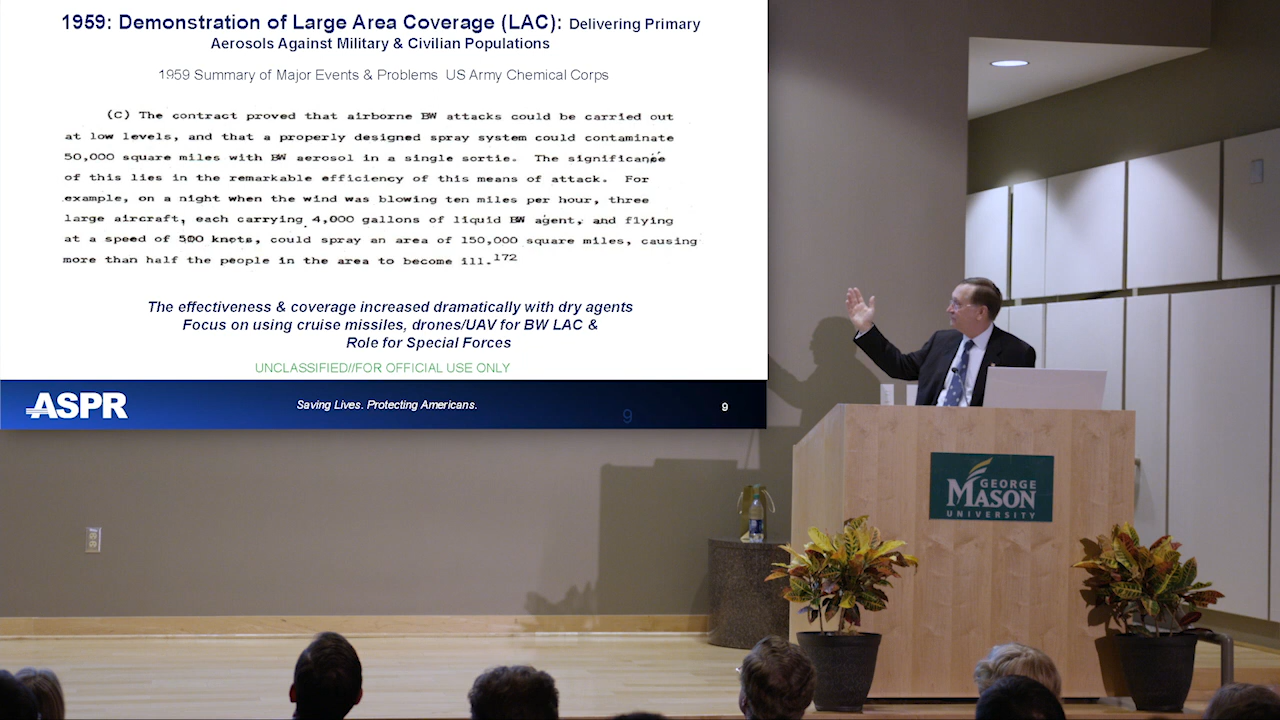 1959: Demonstration of Large Area Coverage (LAC): Delivering Primary
Aerosols Against Military & Civilian Populations
1959 Summary of Major Events & Problems US Army Chemical Corps
(C) The contract proved that airborne BW attacks could be carried out
at low levels, and that a properly designed spray system could contaminate
50,000 square miles with BW aerosol in a single sortie. The significance
of this lies in the remarkable efficiency of this means of attack. For
example, on a night when the wind was blowing ten miles per hour, three
large aircraft, each carrying 4,000 gallons of liquid BW agent, and flying
at a speed of 500 knots, could spray an area of 150,000 square miles, causing
more than half the people in the area to become ill.172
The effectiveness & coverage increased dramatically with dry agents
Focus on using cruise missiles, drones/UAV for BW LAC &
Role for Special Forces
UNCLASSIFIED//FOR OFFICIAL USE ONLY
ASPR
Saving Lives. Protecting Americans.
9
9
GEORGE
MASON
UNIVERSITY